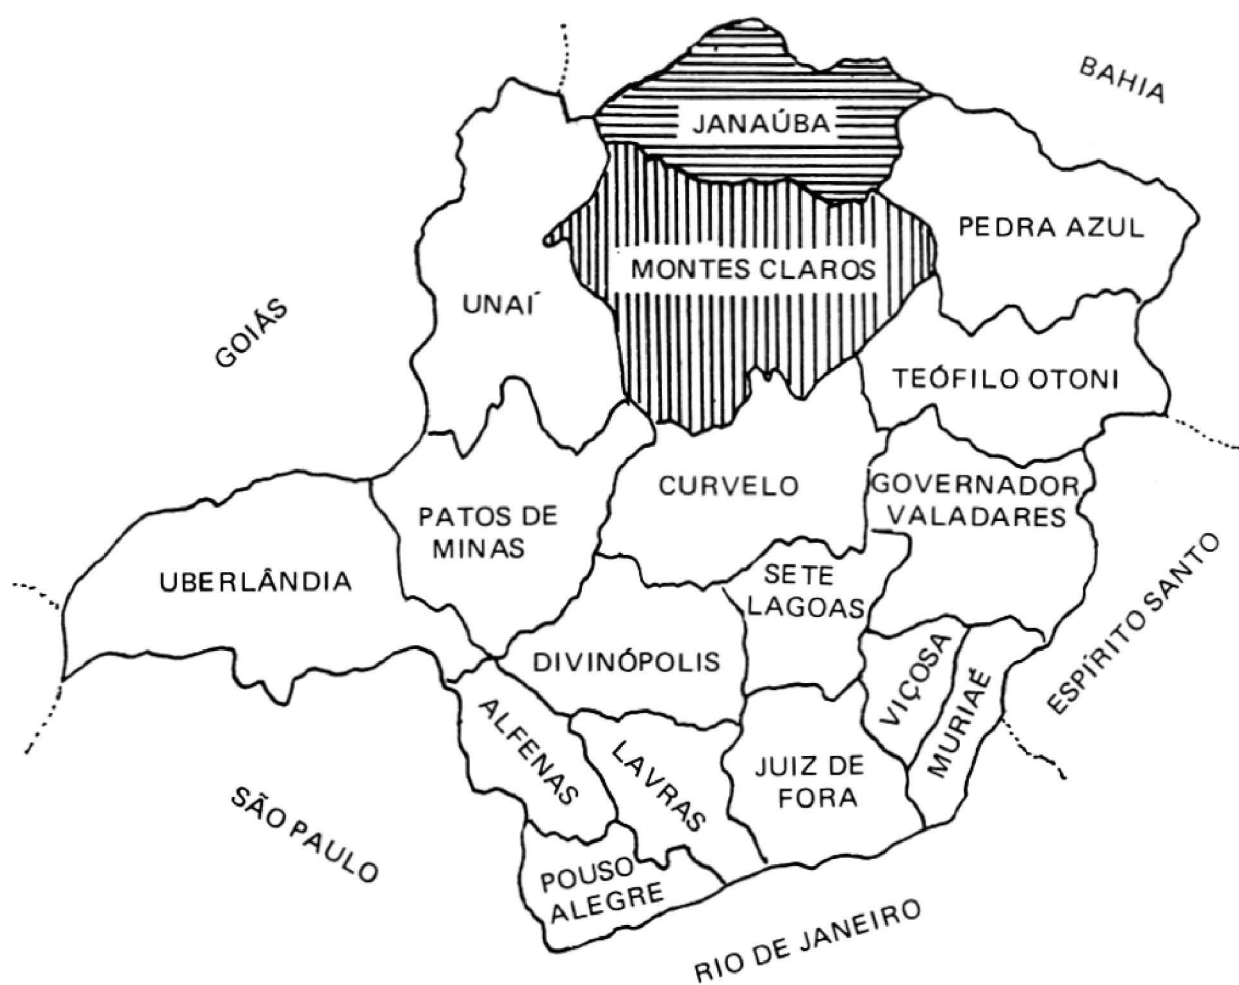 BAHIA
JANAÚBA
PEDRA AZUL
MONTES CLAROS
UNAÍ
GOIÁS
TEÓFILO OTONI
CURVELO
GOVERNADOR
VALADARES
PATOS DE
MINAS
UBERLÂNDIA
SETE
LAGOAS
ESPÍRITO SANTO
DIVINÓPOLIS
VIÇOSA
MURIAÉ
ALFENAS
LAVRAS
JUIZ DE
FORA
SÃO PAULO
POUSO
ALEGRE
RIO DE JANEIRO